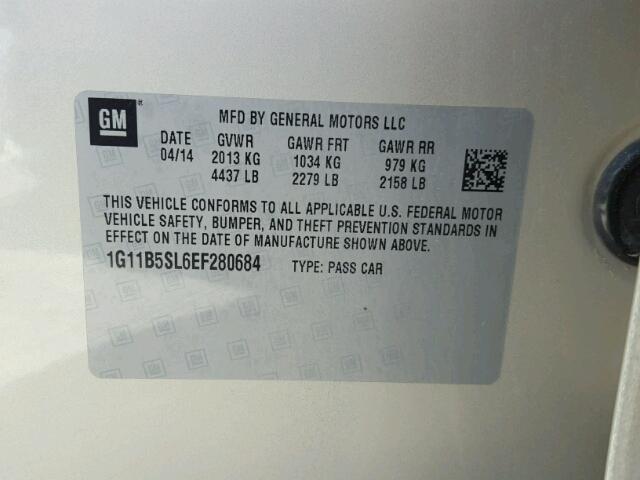 GM MFD BY GENERAL MOTORS LLC
DATE GVWR GAWR FRT GAWR RR
04/14 2013 KG 1034 KG 979 KG
4437 LB 2279 LB 2158 LB
THIS VEHICLE CONFORMS TO ALL APPLICABLE U.S. FEDERAL MOTOR
VEHICLE SAFETY, BUMPER, AND THEFT PREVENTION STANDARDS IN
EFFECT ON THE DATE OF MANUFACTURE SHOWN ABOVE.
1G11B5SL6EF280684 TYPE: PASS CAR